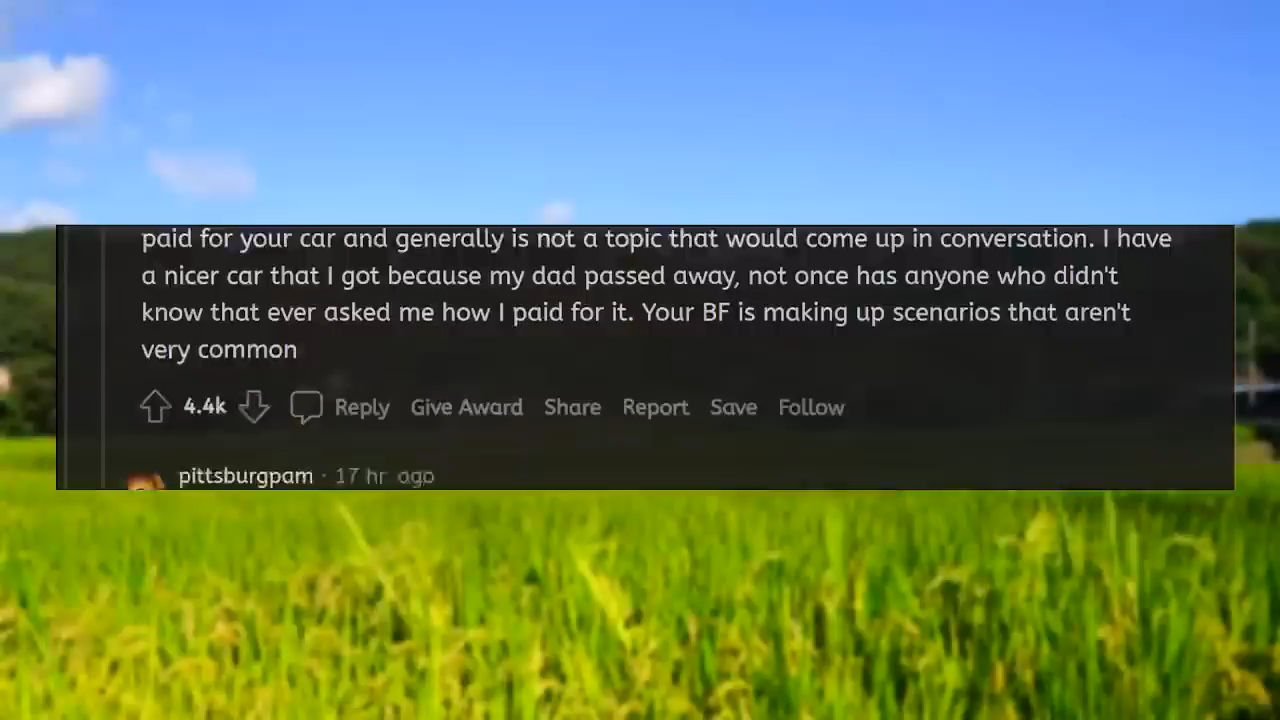 paid for your car and generally is not a topic that would come up in conversation. I have
a nicer car that I got because my dad passed away, not once has anyone who didn't
know that ever asked me how I paid for it. Your BF is making up scenarios that aren't
very common
4.4k Reply Give Award Share Report Save Follow
pittsburgpam · 17 hr ago